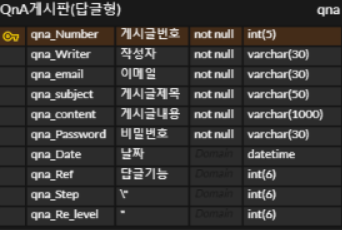 QnA게시판(답글형) qna
qna_Number 게시글번호 not null int(5)
qna_Writer 작성자 not null varchar(30)
qna_email 이메일 not null varchar(30)
qna_subject 게시글제목 not null varchar(50)
qna_content 게시글내용 not null varchar(1000)
qna_Password 비밀번호 not null varchar(30)
qna_Date 날짜 Domain datetime
qna_Ref 답글기능 Domain int(6)
qna_Step \" Domain int(6)
qna_Re_level " Domain int(6)